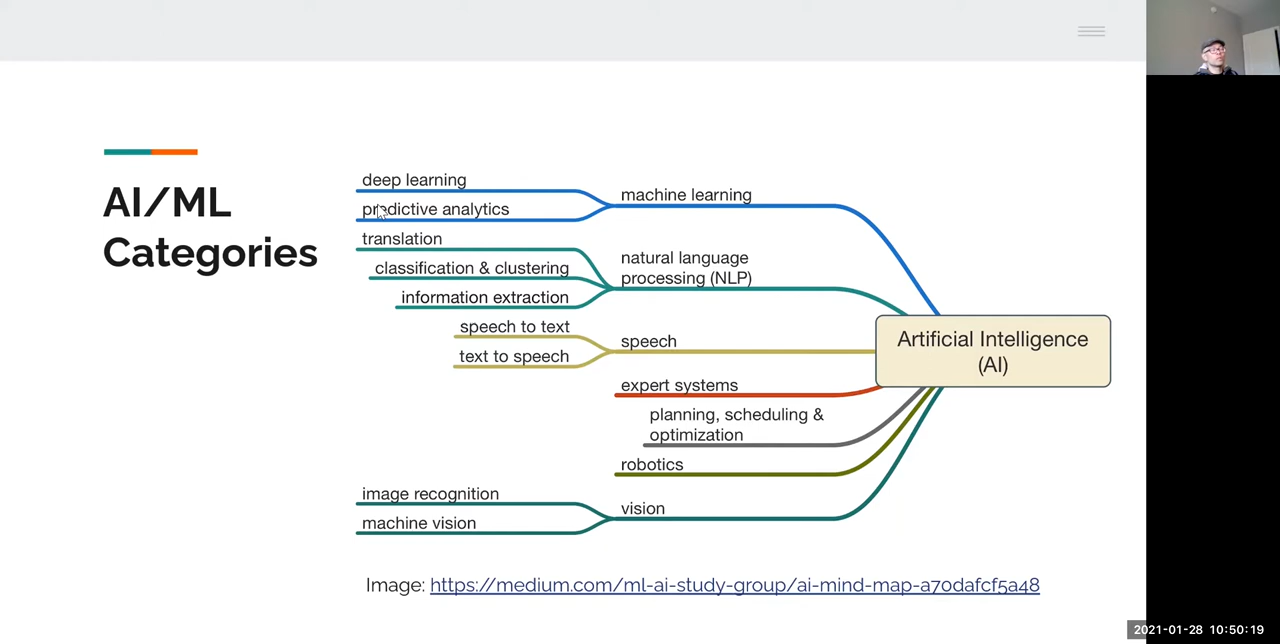 AI/ML
Categories
deep learning
predictive analytics
machine learning
translation
classification & clustering
information extraction
natural language
processing (NLP)
speech to text
text to speech
speech
Artificial Intelligence
(AI)
expert systems
planning, scheduling &
optimization
robotics
image recognition
machine vision
vision
Image: https://medium.com/ml-ai-study-group/ai-mind-map-a70dafcf5a48
2021-01-28 10:50:19